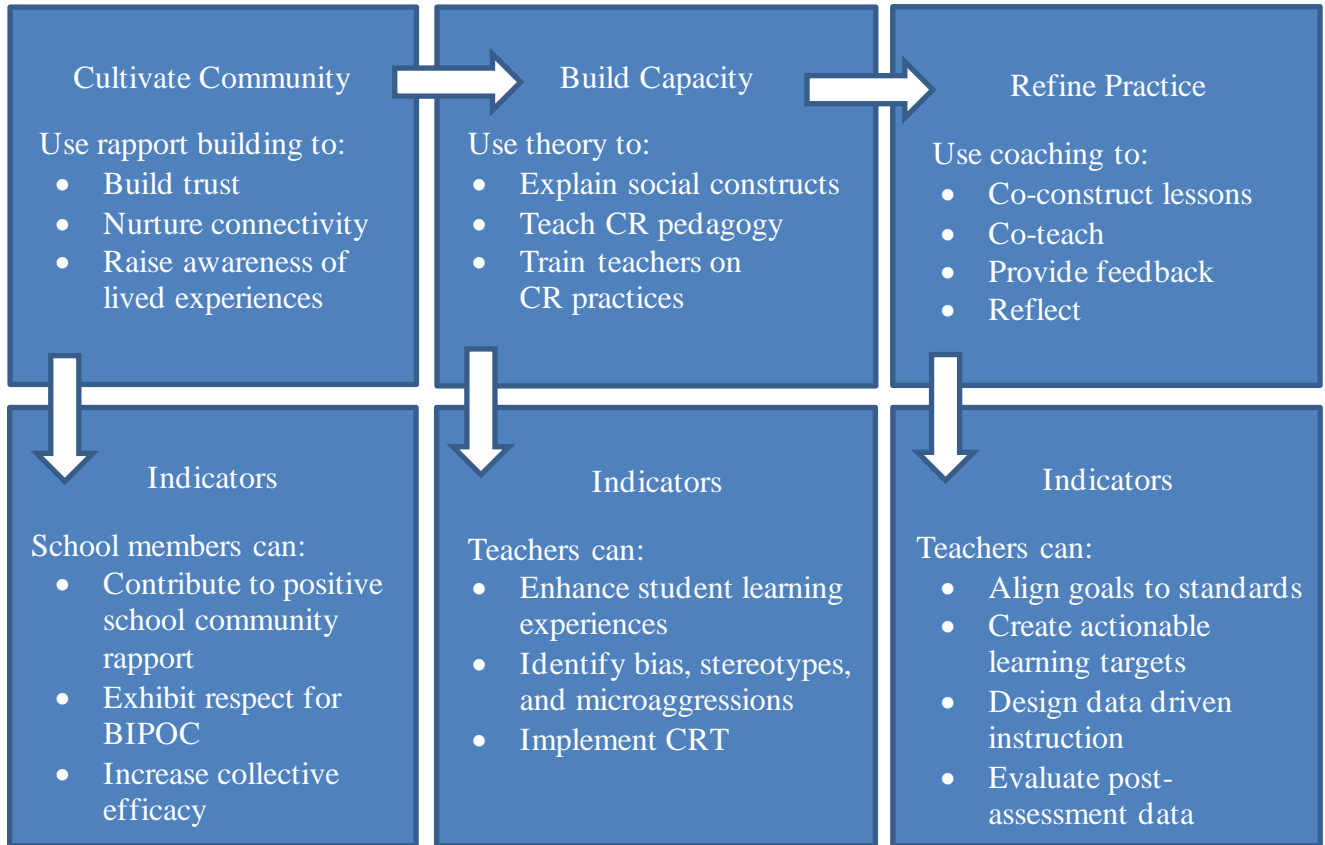 Cultivate Community
Use rapport building to:
• Build trust
• Nurture connectivity
• Raise awareness of
lived experiences
Build Capacity
Use theory to:
• Explain social constructs
• Teach CR pedagogy
• Train teachers on
CR practices
Refine Practice
Use coaching to:
• Co-construct lessons
• Co-teach
• Provide feedback
• Reflect
Indicators
School members can:
• Contribute to positive
school community
rapport
• Exhibit respect for
BIPOC
• Increase collective
efficacy
Indicators
Teachers can:
• Enhance student learning
experiences
• Identify bias, stereotypes,
and microaggressions
• Implement CRT
Indicators
Teachers can:
• Align goals to standards
• Create actionable
learning targets
• Design data driven
instruction
• Evaluate post-
assessment data